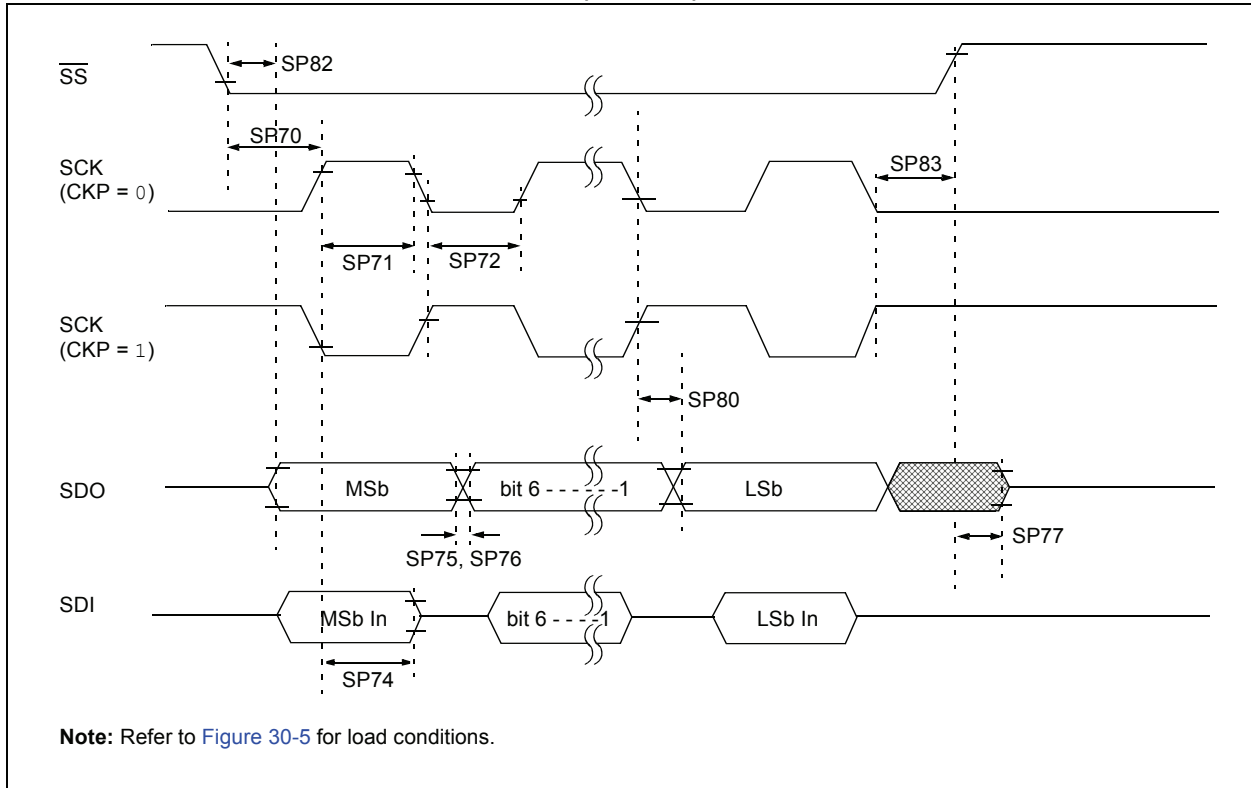 SS
SP82
SP70
SCK
(CKP = 0)
SP83
SP71
SP72
SCK
(CKP = 1)
SP80
SDO
MSb
bit 6 - - - - - -1
LSb
SP77
SP75, SP76
SDI
MSb In
bit 6 - - - -1
LSb In
SP74
Note: Refer to Figure 30-5 for load conditions.